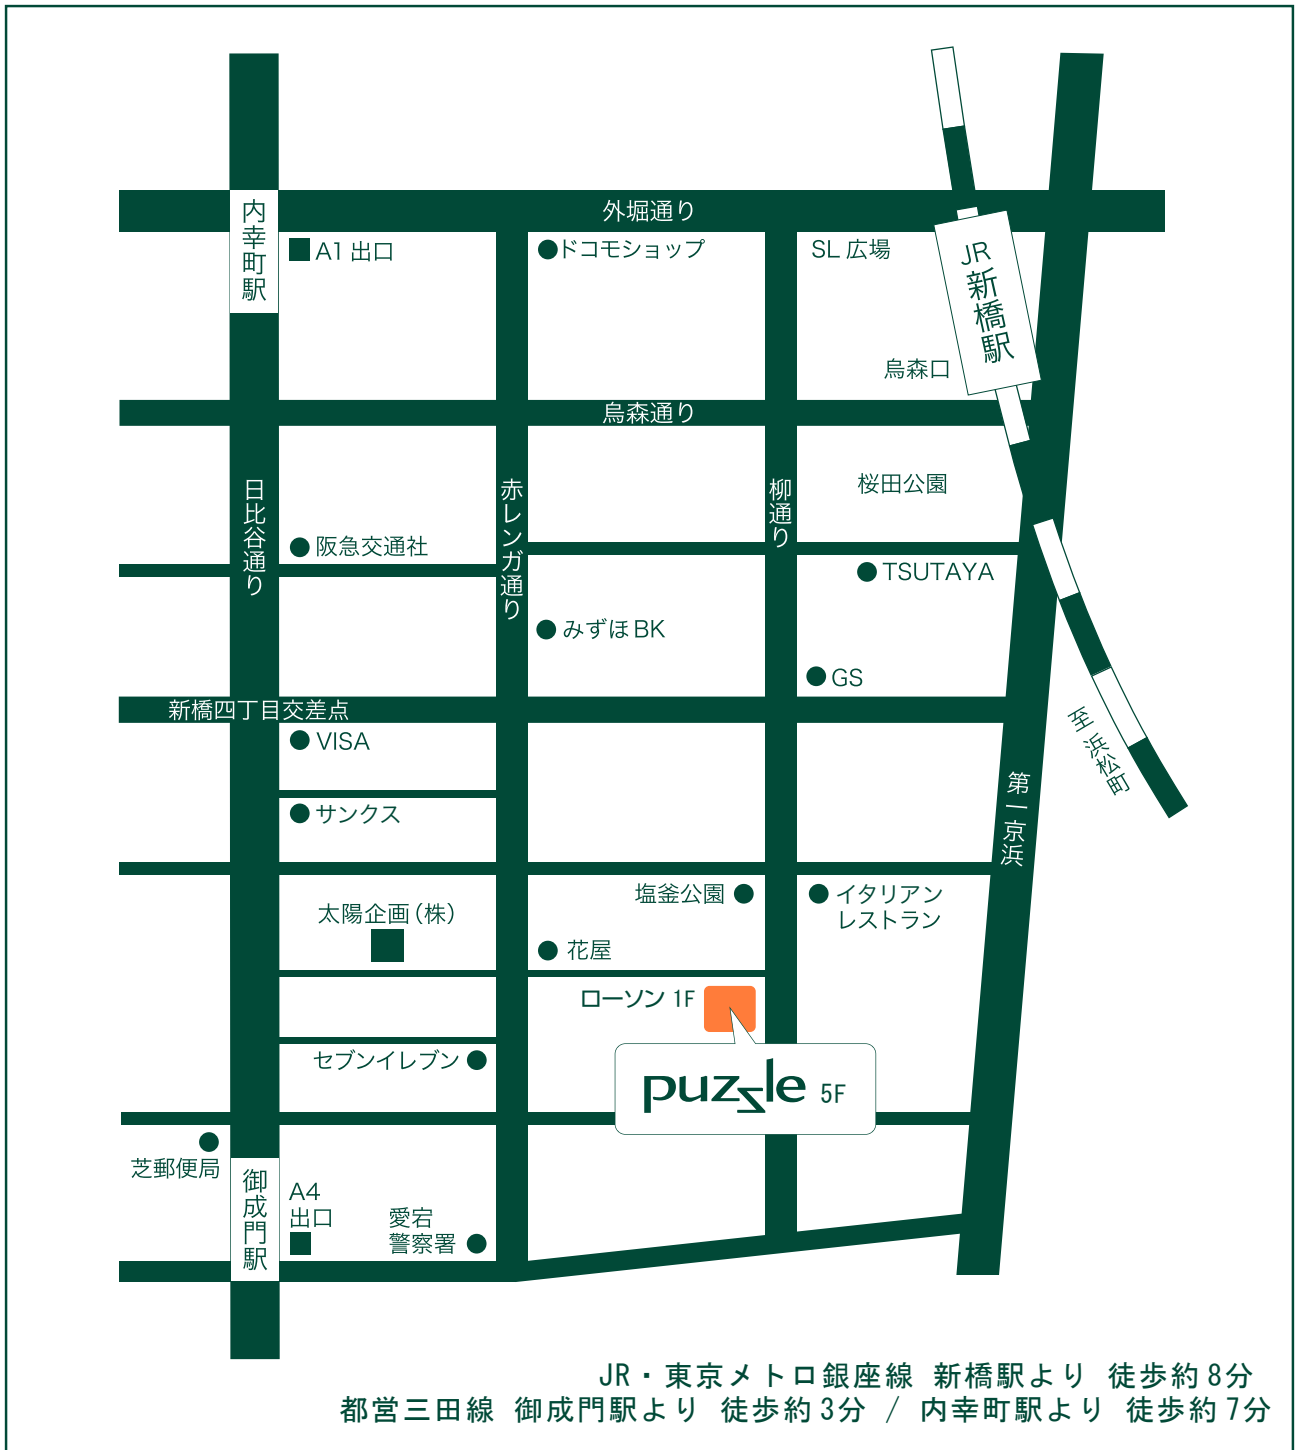 外堀通り
内幸町駅
A1 出口
ドコモショップ
SL 広場
JR
新橋駅
烏森口
烏森通り
日比谷通り
赤レンガ通り
柳通り
桜田公園
阪急交通社
TSUTAYA
みずほ BK
GS
新橋四丁目交差点
VISA
至 浜松町
第一京浜
サンクス
塩釜公園
イタリアン
レストラン
太陽企画(株)
花屋
ローソン 1F
セブンイレブン
puzzle 5F
芝郵便局
御成門駅
A4
出口
愛宕
警察署
JR・東京メトロ銀座線 新橋駅より 徒歩約8分
都営三田線 御成門駅より 徒歩約3分 / 内幸町駅より 徒歩約7分